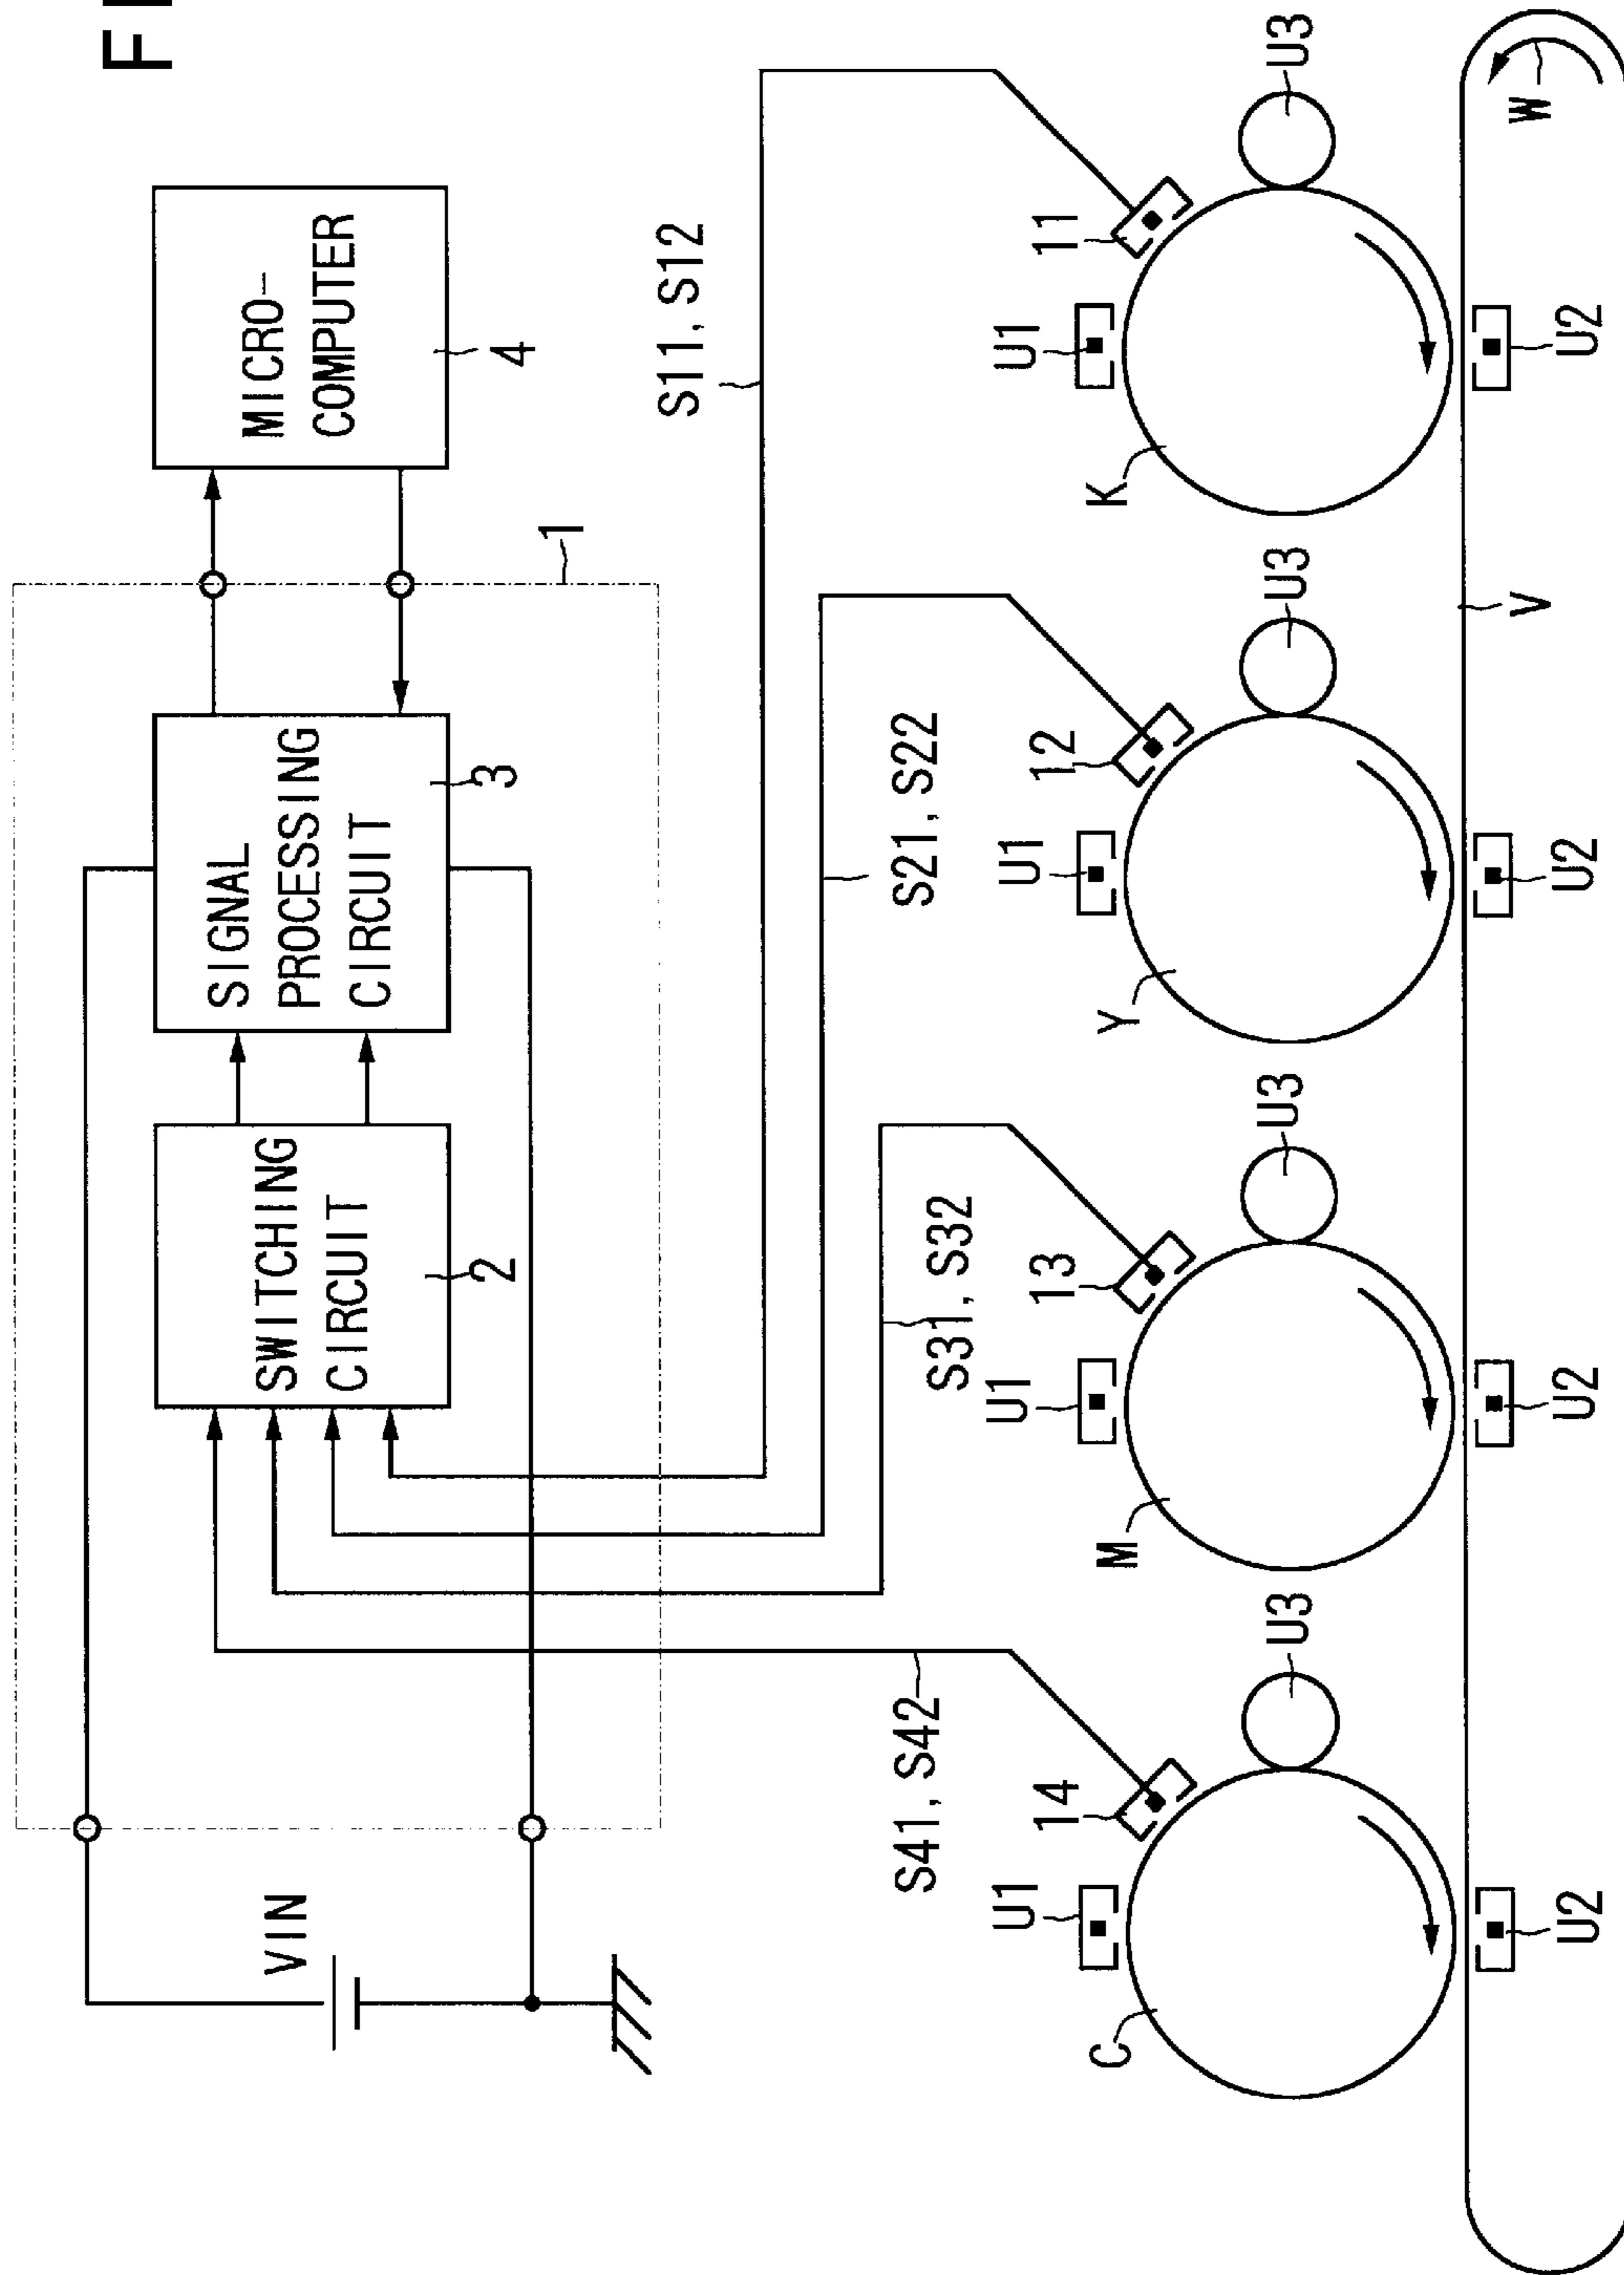 F
VIN
SWITCHING
CIRCUIT
2
SIGNAL
PROCESSING
CIRCUIT
3
MICRO-
COMPUTER
4
1
S11, S12
S21, S22
S31, S32
S41, S42
U1
14
U3
C
U2
U1
13
U3
M
U2
U1
12
U3
Y
U2
U1
11
U3
K
U2
V
W